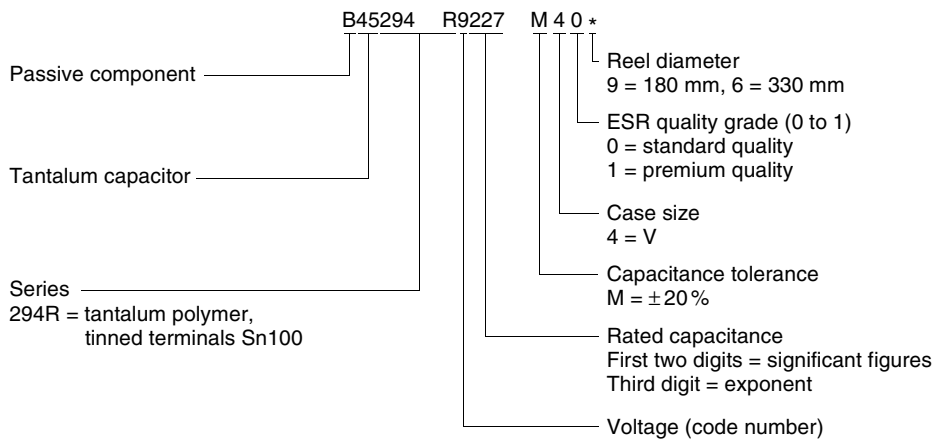 B45294 R9227 M 4 0 *
Passive component
Tantalum capacitor
Series
294R = tantalum polymer,
tinned terminals Sn100
Reel diameter
9 = 180 mm, 6 = 330 mm
ESR quality grade (0 to 1)
0 = standard quality
1 = premium quality
Case size
4 = V
Capacitance tolerance
M = ±20%
Rated capacitance
First two digits = significant figures
Third digit = exponent
Voltage (code number)